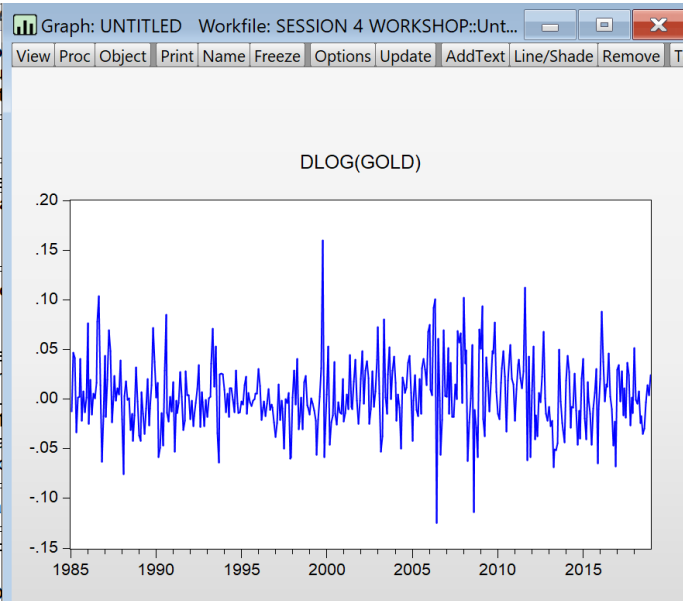 Graph: UNTITLED Workfile: SESSION 4 WORKSHOP::Unt...
View Proc Object Print Name Freeze Options Update AddText Line/Shade Remove T
DLOG(GOLD)
.20
.15
.10
.05
.00
-.05
-.10
-.15
1985 1990 1995 2000 2005 2010 2015